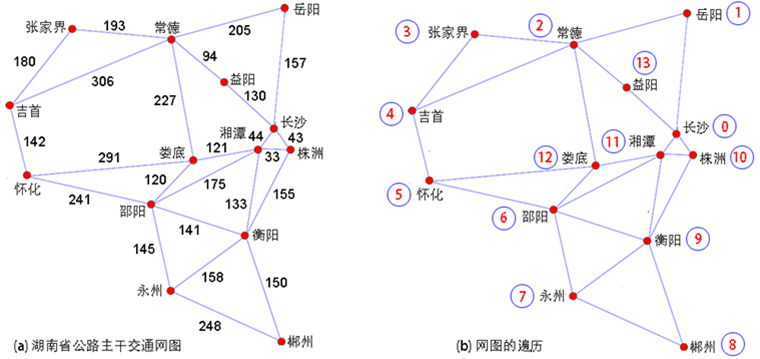 岳阳
193
常德
205
张家界
94
180
306
157
益阳
130
吉首
227
长沙
142
湘潭
44
43
121
33
株洲
291
娄底
怀化
120
175
155
241
133
邵阳
141
衡阳
145
158
150
永州
248
郴州
(a) 湖南省公路主干交通网图
岳阳 1
2
常德
3 张家界
13
益阳
4 吉首
长沙 0
11 湘潭
株洲 10
12 娄底
5 怀化
6 邵阳
衡阳 9
7 永州
郴州 8
(b) 网图的遍历